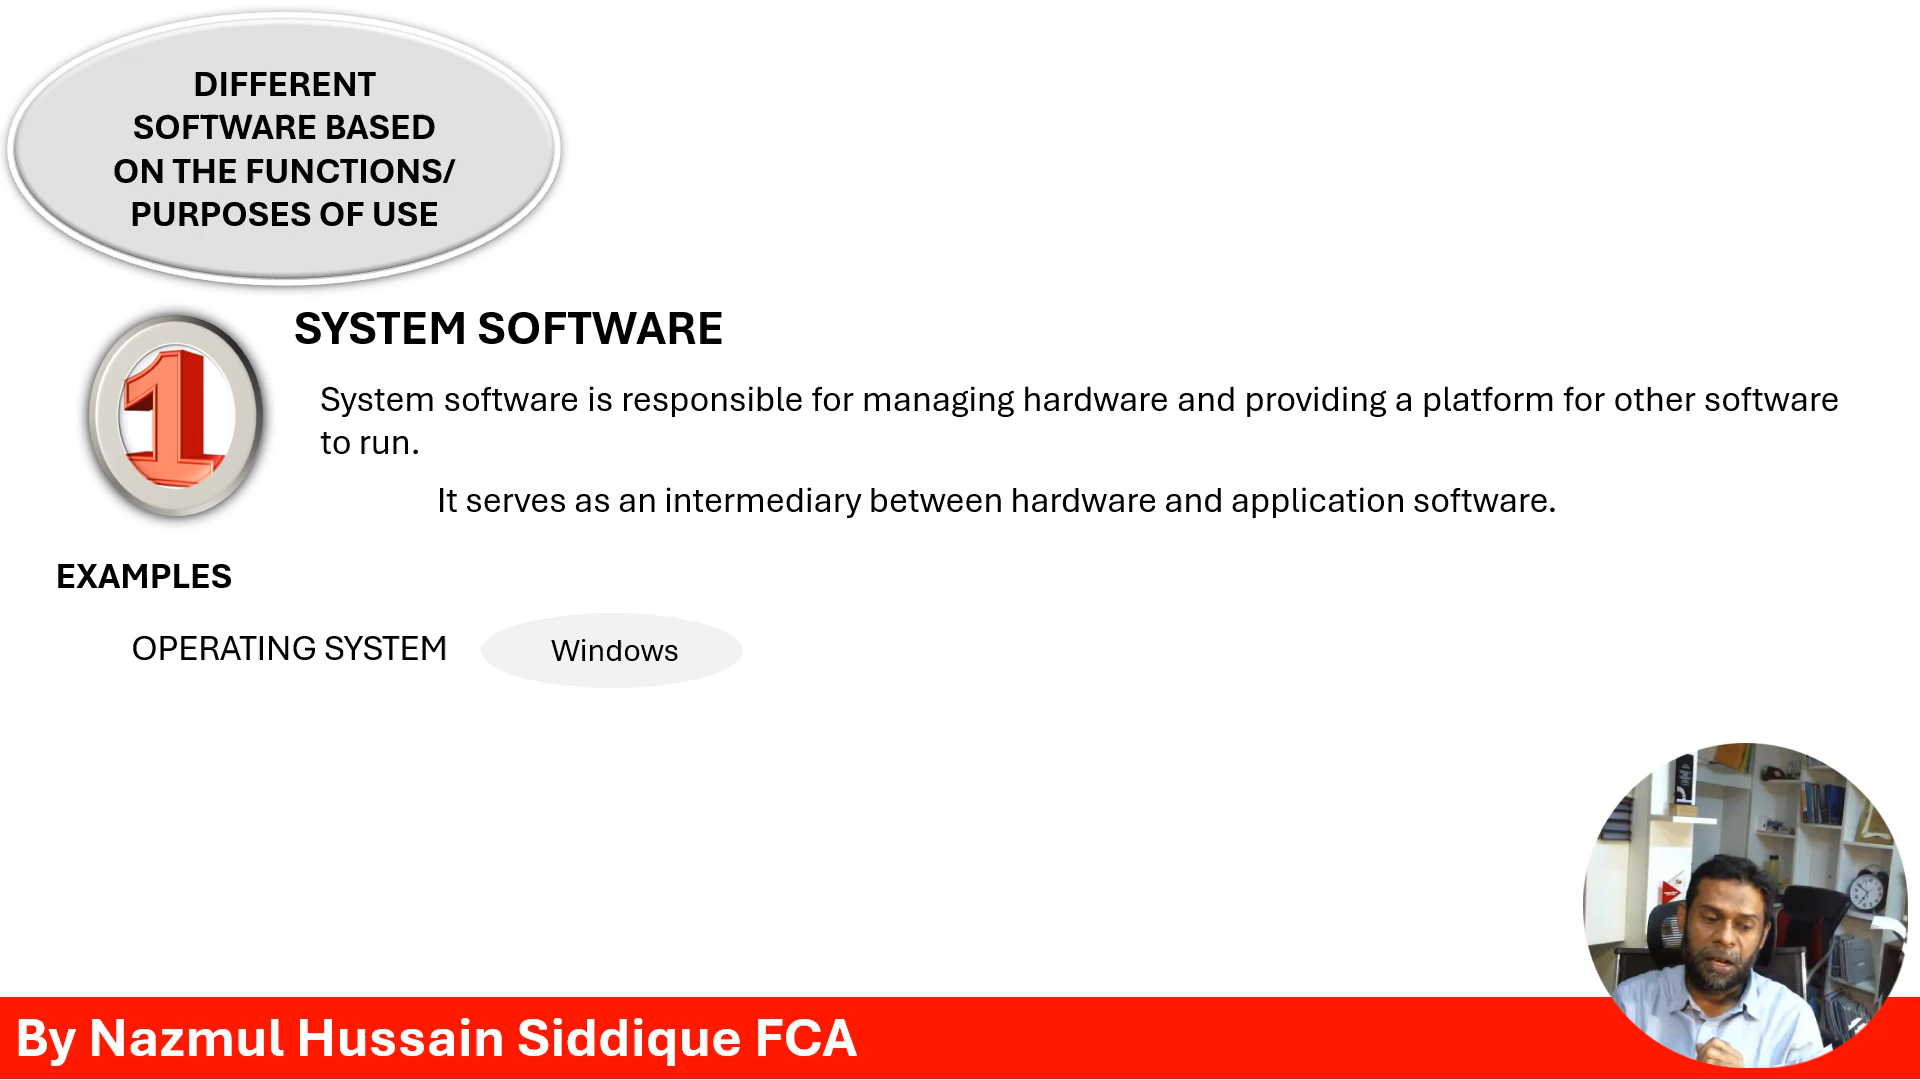 DIFFERENT
SOFTWARE BASED
ON THE FUNCTIONS/
PURPOSES OF USE
1
SYSTEM SOFTWARE
System software is responsible for managing hardware and providing a platform for other software
to run.
It serves as an intermediary between hardware and application software.
EXAMPLES
OPERATING SYSTEM
Windows
By Nazmul Hussain Siddique FCA